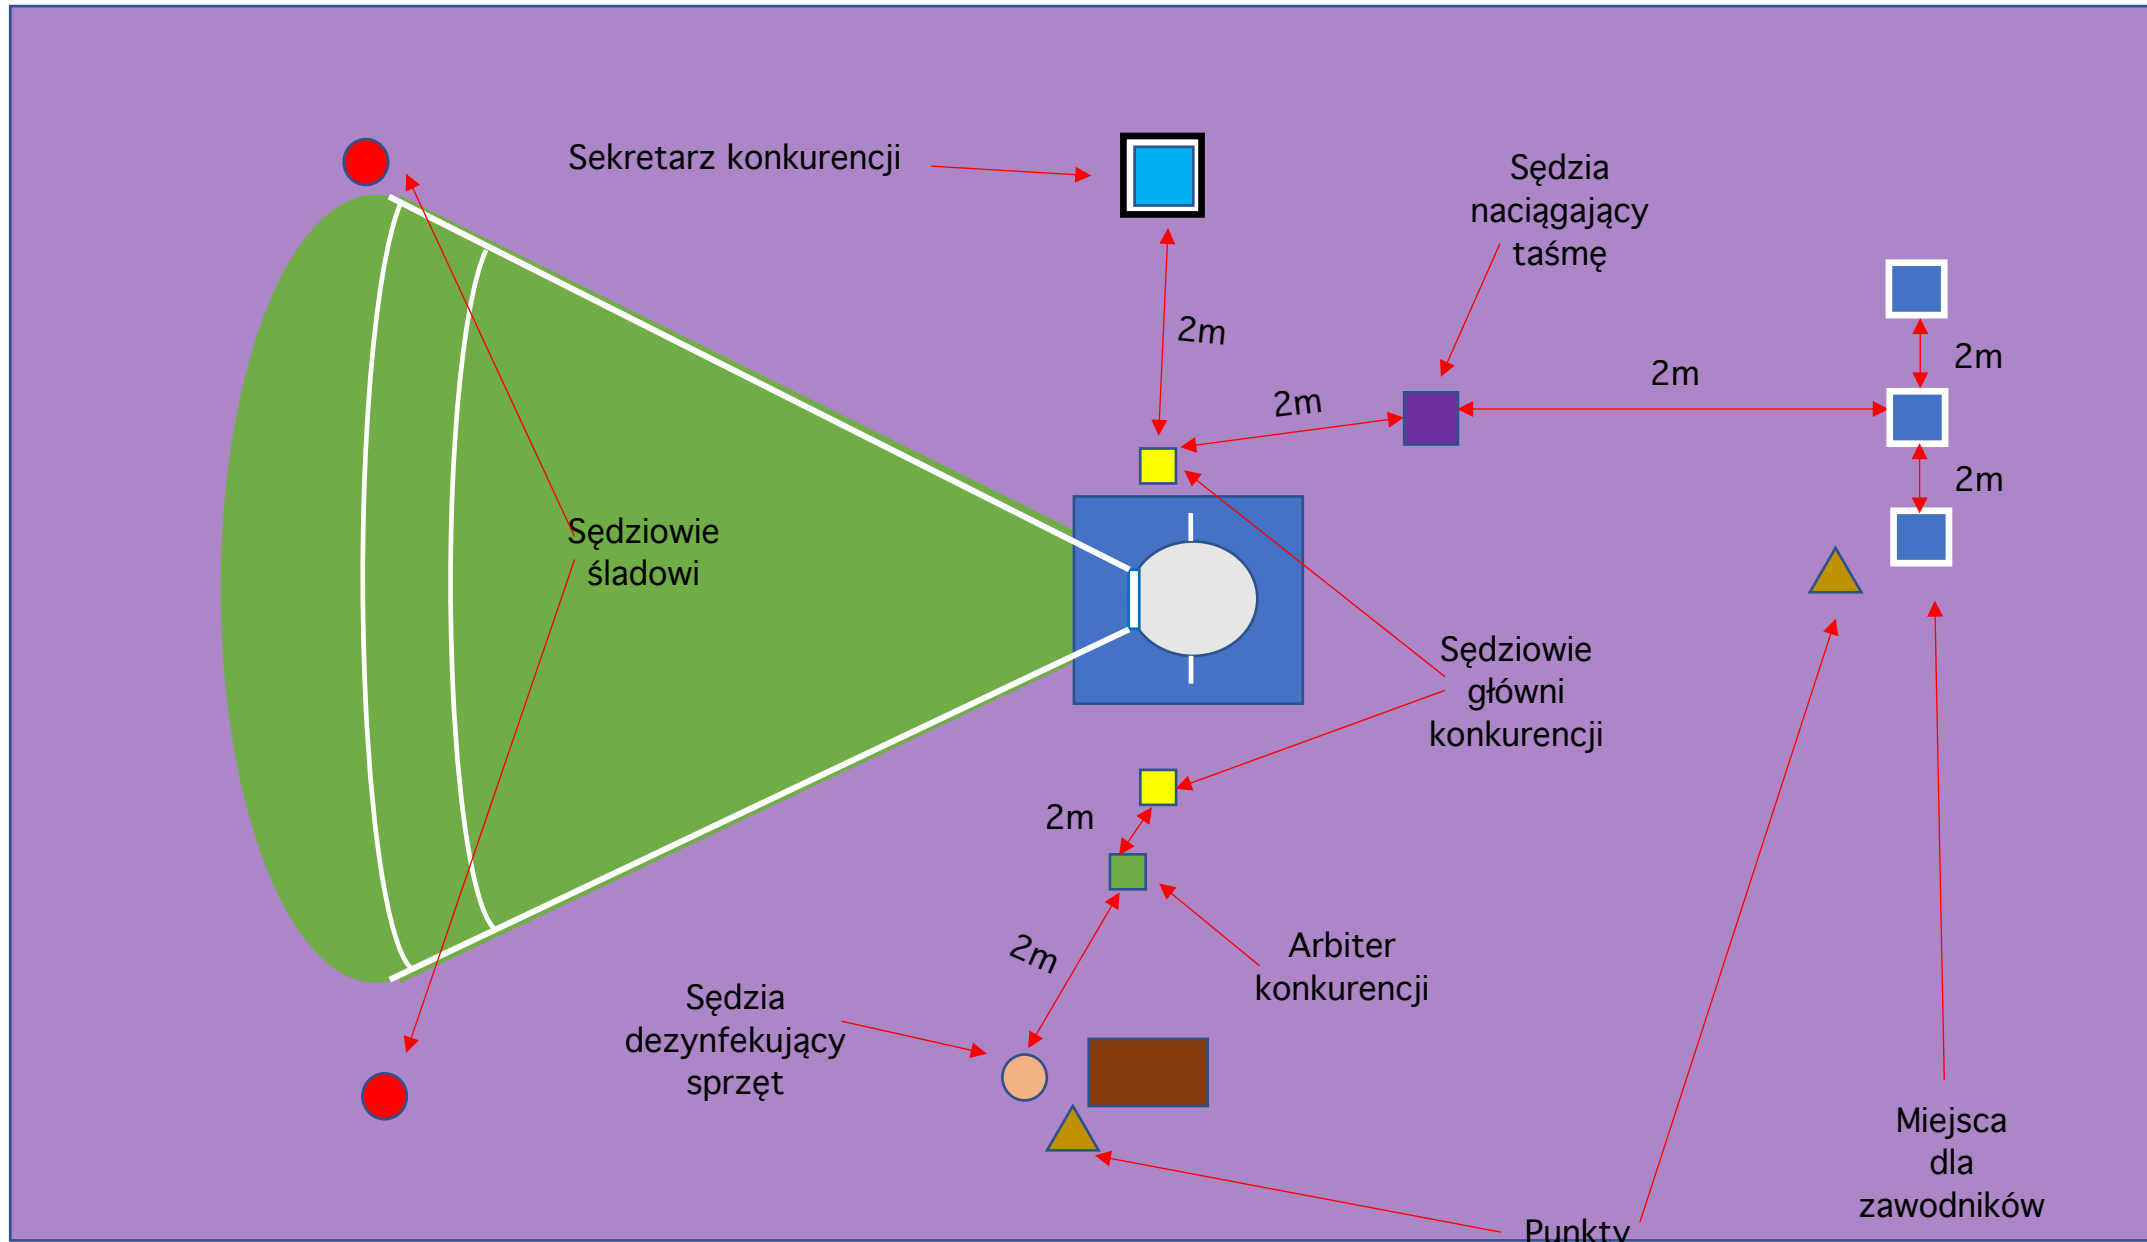 Sekretarz konkurencji
Sędzia
naciągający
taśmę
2m
2m
2m
2m
2m
Sędziowie
śladowi
Sędziowie
główni
konkurencji
2m
2m
Arbiter
konkurencji
Sędzia
dezynfekujący
sprzęt
Miejsca
dla
zawodników
Punkty